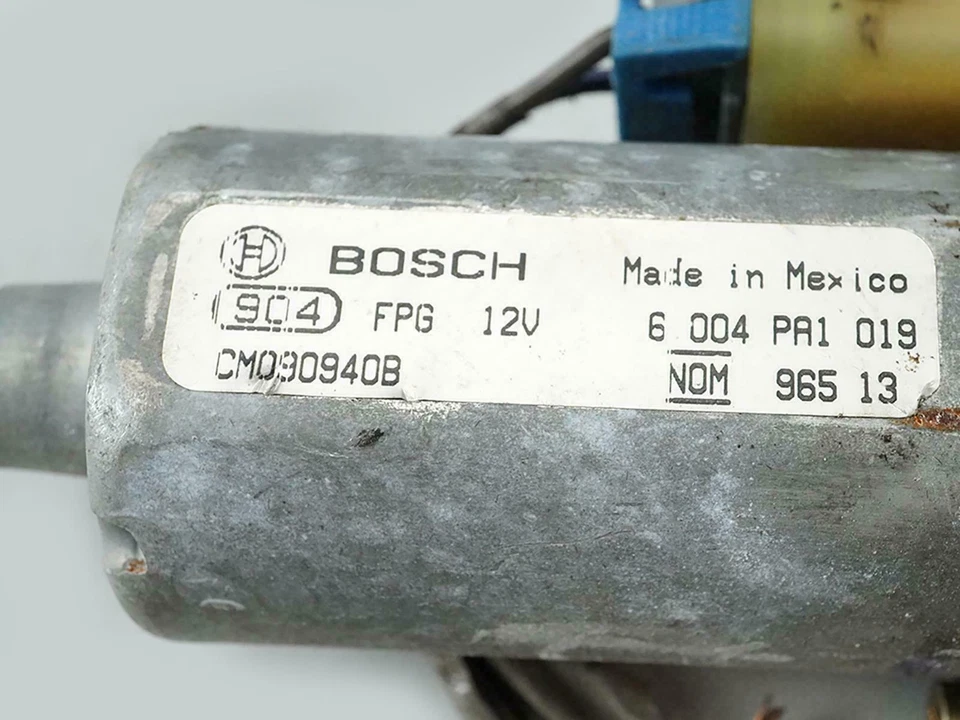 BOSCH Made in Mexico
904 FPG 12V 6 004 PA1 019
CM090940B NOM 965 13